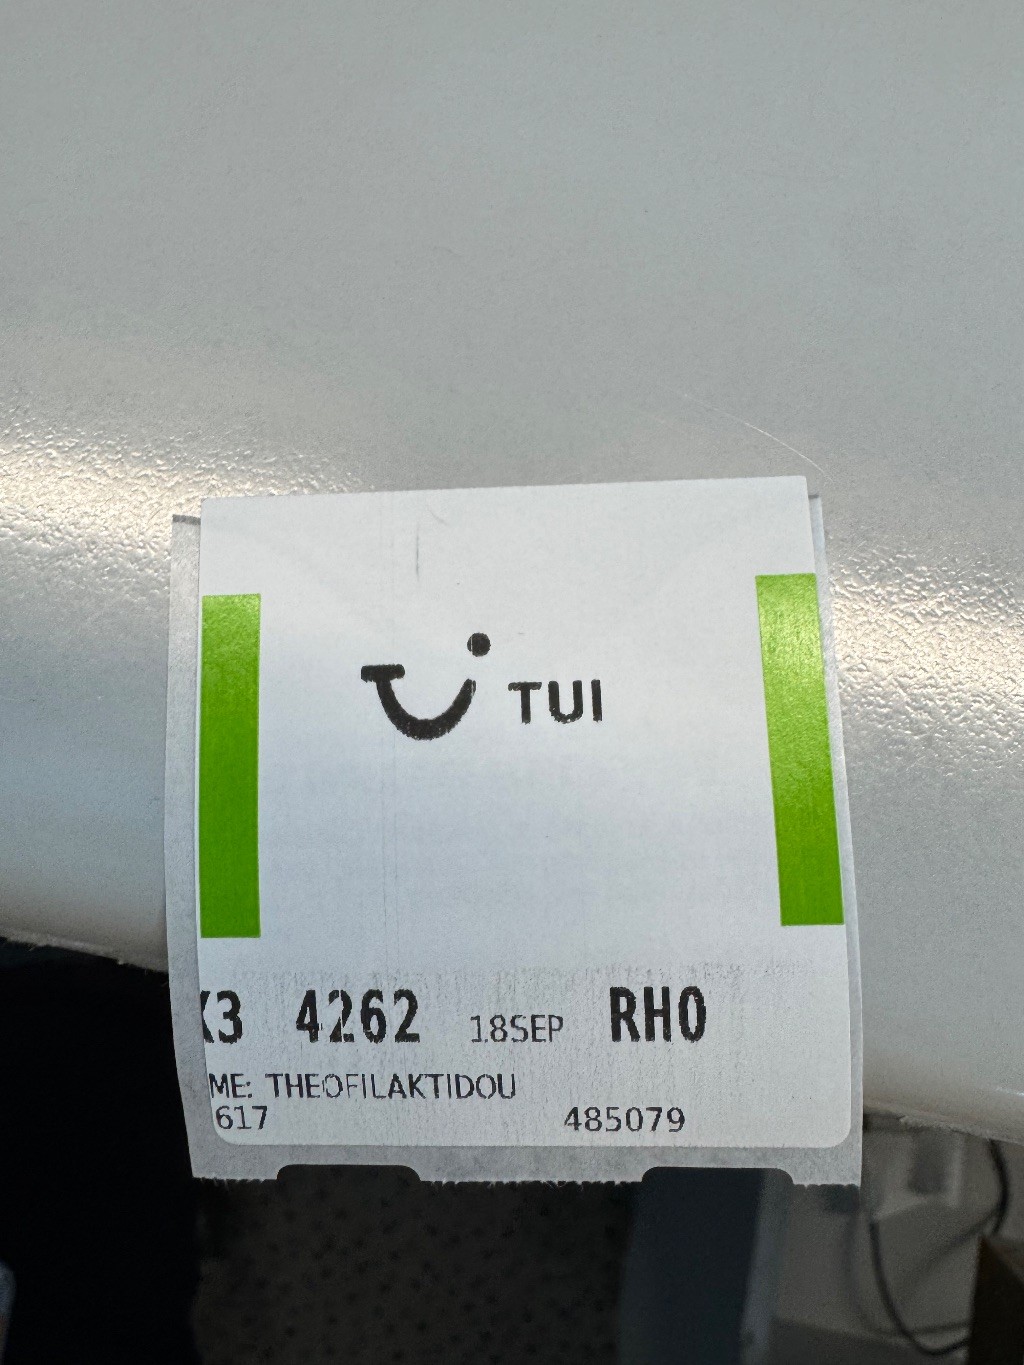 TUI
X3 4262 18SEP RHO
ME: THEOFILAKTIDOU
617 485079